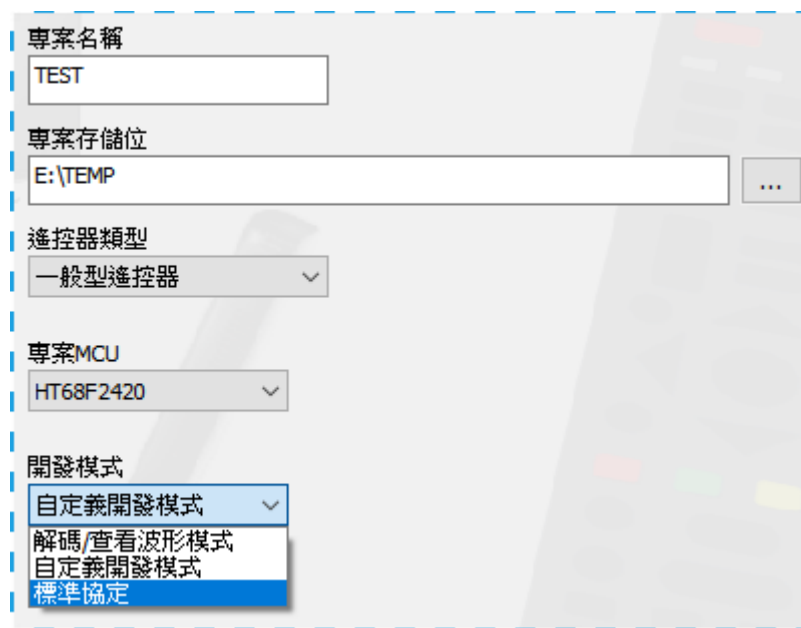 專案名稱
TEST
專案存儲位
E:\TEMP
...
遙控器類型
一般型遙控器
專案MCU
HT68F2420
開發模式
自定義開發模式
解碼/查看波形模式
自定義開發模式
標準協定